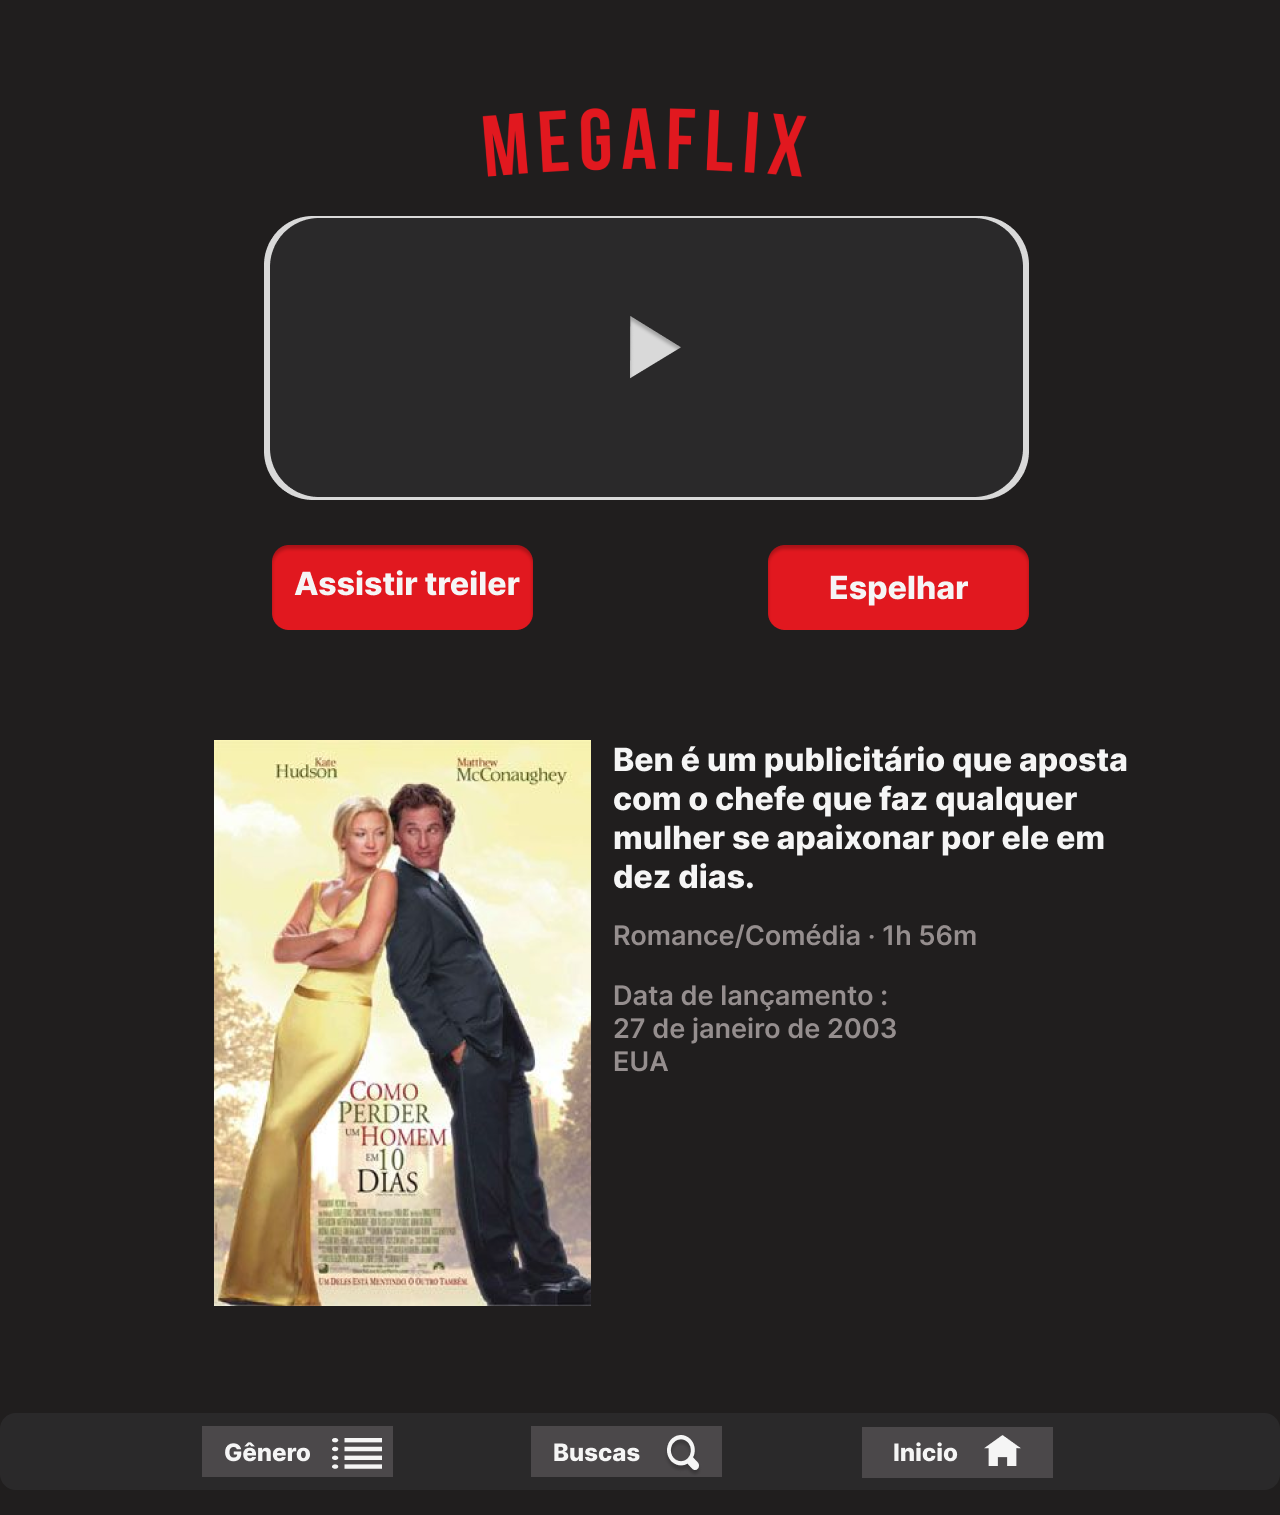 MEGAFLIX
Assistir treiler
Espelhar
Kate
Hudson
Matthew
McConaughey
COMO
PERDER
UM HOMEM
EM 10
DIAS
UM DELES ESTÁ MENTINDO. O OUTRO TAMBÉM.
Ben é um publicitário que aposta
com o chefe que faz qualquer
mulher se apaixonar por ele em
dez dias.
Romance/Comédia · 1h 56m
Data de lançamento :
27 de janeiro de 2003
EUA
Gênero
Buscas
Inicio